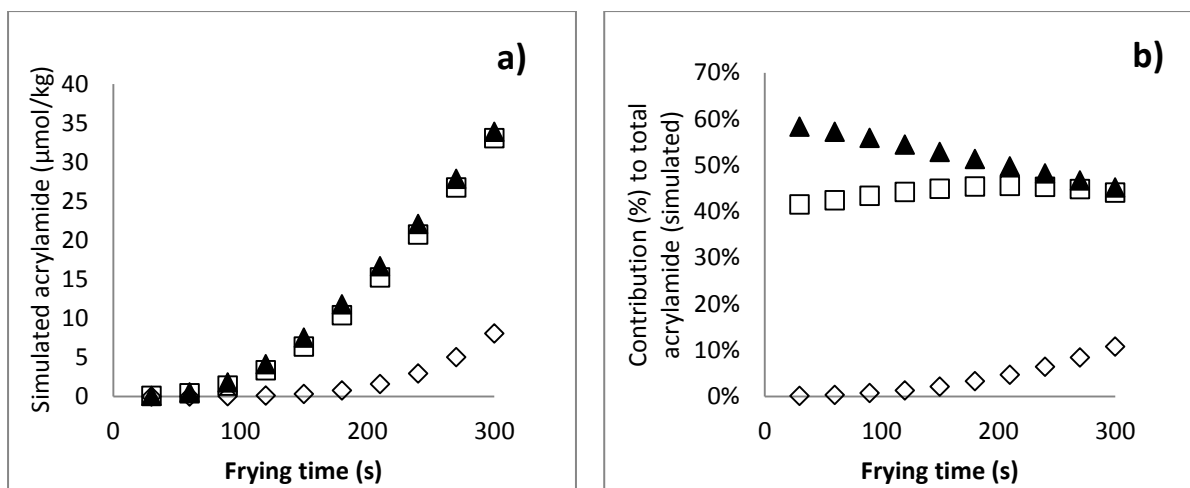 a)
Simulated acrylamide (µmol/kg)
40
35
30
25
20
15
10
5
0
0 100 200 300
Frying time (s)
b)
Contribution (%) to total
acrylamide (simulated)
70%
60%
50%
40%
30%
20%
10%
0%
0 100 200 300
Frying time (s)